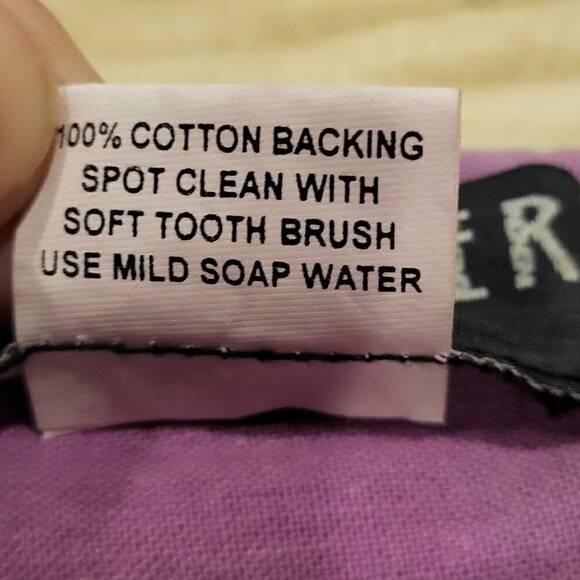 100% COTTON BACKING
SPOT CLEAN WITH
SOFT TOOTH BRUSH
USE MILD SOAP WATER